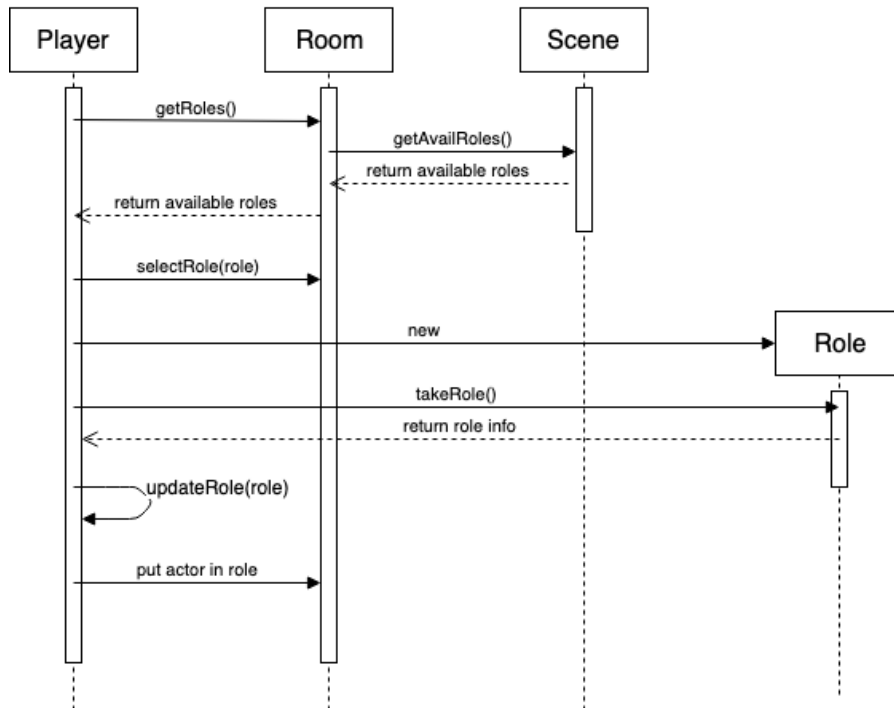 Player
Room
Scene
getRoles()
getAvailRoles()
return available roles
return available roles
selectRole(role)
new
Role
takeRole()
return role info
updateRole(role)
put actor in role